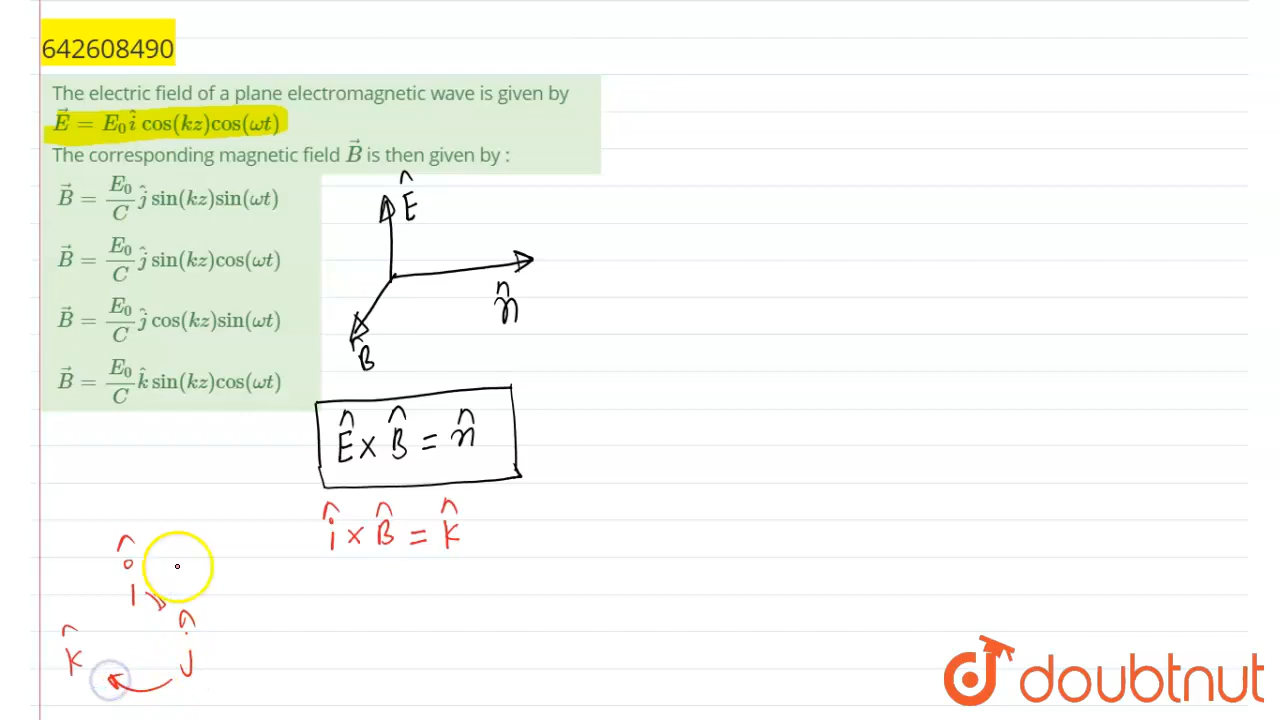 642608490
The electric field of a plane electromagnetic wave is given by
$\vec{E} = E_0 \hat{i} \cos(kz)\cos(\omega t)$
The corresponding magnetic field $\vec{B}$ is then given by :
$\vec{B} = \frac{E_0}{C} \hat{j} \sin(kz)\sin(\omega t)$
$\vec{B} = \frac{E_0}{C} \hat{j} \sin(kz)\cos(\omega t)$
$\vec{B} = \frac{E_0}{C} \hat{j} \cos(kz)\sin(\omega t)$
$\vec{B} = \frac{E_0}{C} \hat{k} \sin(kz)\cos(\omega t)$
$\hat{E}$
$\hat{n}$
B
$\hat{E} \times \hat{B} = \hat{n}$
$\hat{i} \times \hat{B} = \hat{k}$
$\hat{i}$
$\hat{k}$ $\hat{j}$
doubtnut